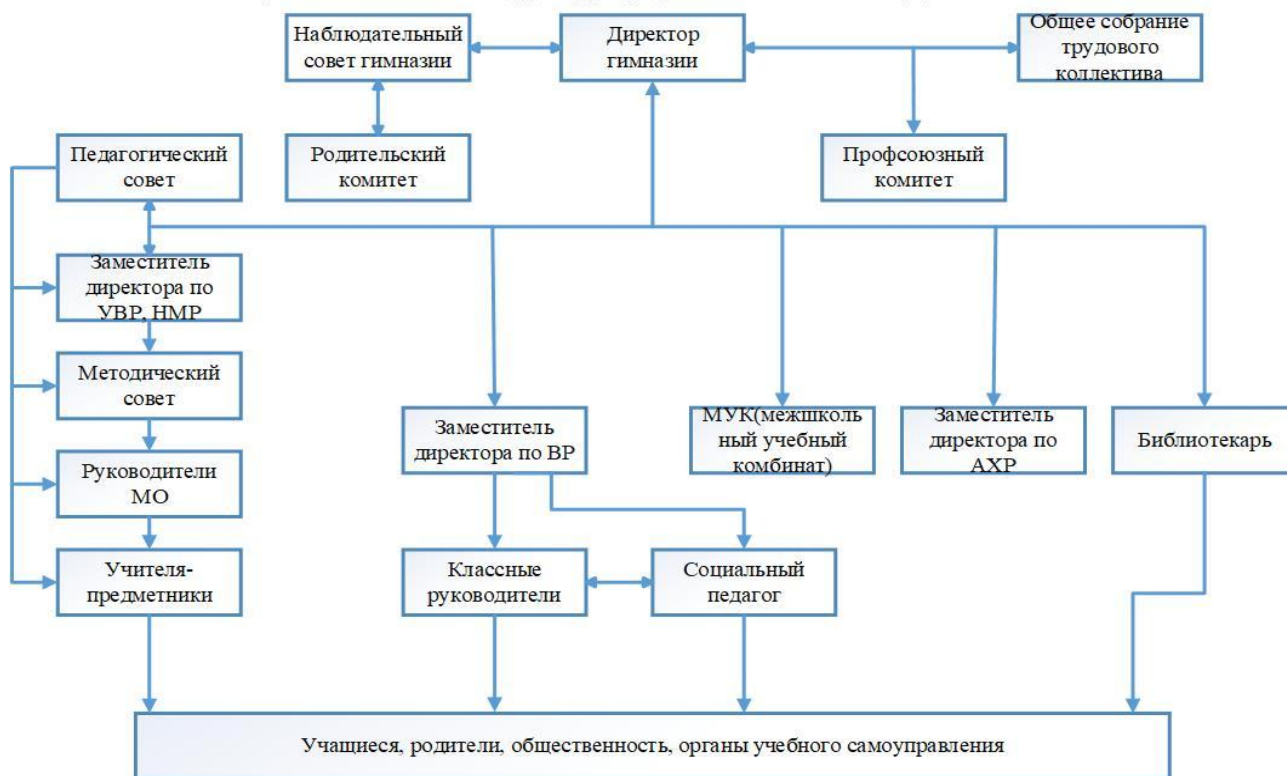 Наблюдательный
совет гимназии
Директор
гимназии
Общее собрание
трудового
коллектива
Педагогический
совет
Родительский
комитет
Профсоюзный
комитет
Заместитель
директора по
УВР, НМР
Методический
совет
Руководители
МО
Учителя-
предметники
Заместитель
директора по ВР
МУК(межшколь
ный учебный
комбинат)
Заместитель
директора по
АХР
Библиотекарь
Классные
руководители
Социальный
педагог
Учащиеся, родители, общественность, органы учебного самоуправления